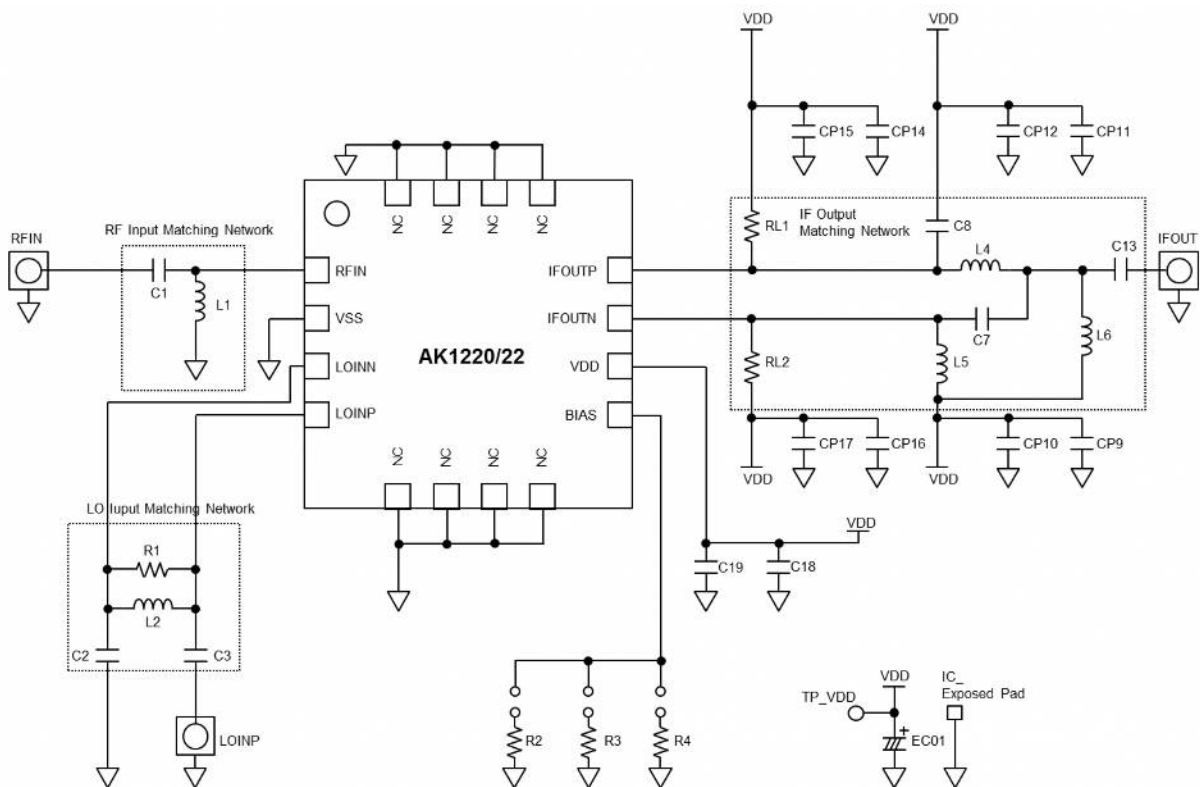 VDD
VDD
CP15
CP14
CP12
CP11
NC
NC
NC
NC
RF Input Matching Network
RFIN
C1
L1
RL1
IF Output
Matching Network
C8
L4
C13
IFOUT
RFIN
IFOUTP
VSS
IFOUTN
C7
L6
LOINN
AK1220/22
VDD
RL2
L5
LOINP
BIAS
NC
NC
NC
NC
CP17
CP16
CP10
CP9
VDD
VDD
LO Iuput Matching Network
R1
L2
C2
C3
LOINP
VDD
C19
C18
R2
R3
R4
VDD
TP_VDD
+
EC01
IC_
Exposed Pad